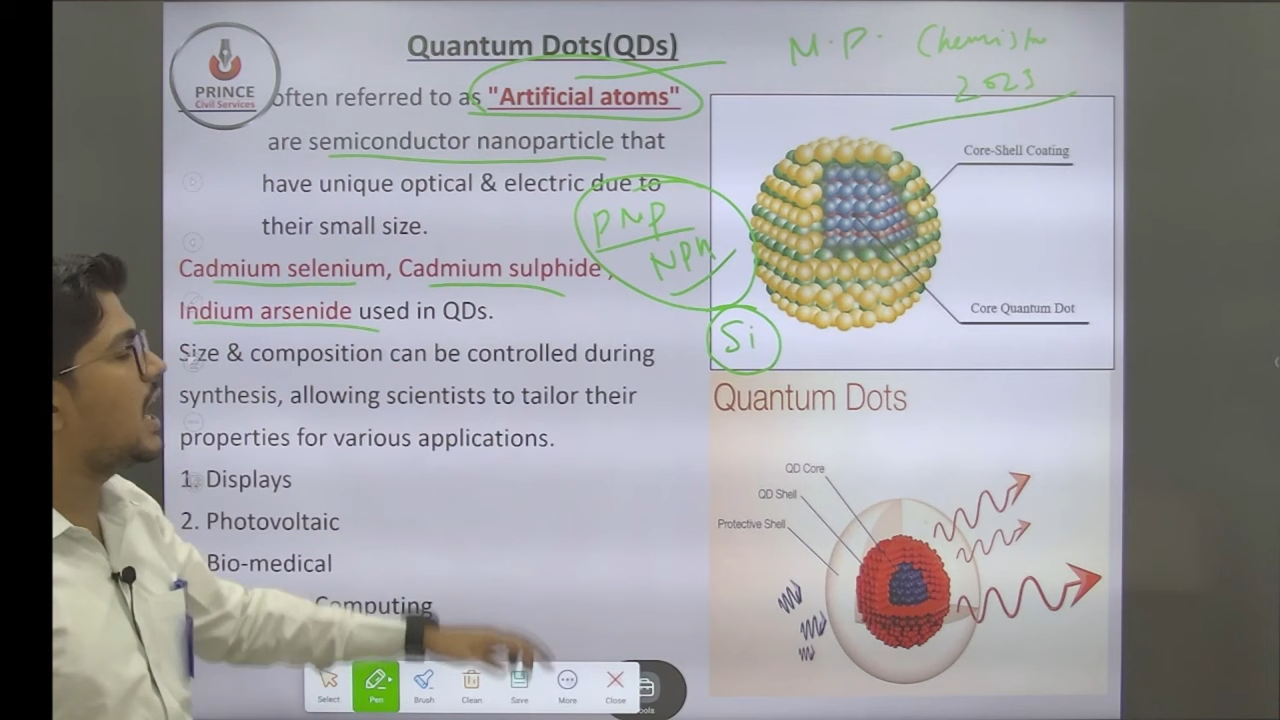 PRINCE
Civil Services
Quantum Dots(QDs)
often referred to as "Artificial atoms"
are semiconductor nanoparticle that
have unique optical & electric due to
their small size.
Cadmium selenium, Cadmium sulphide ,
Indium arsenide used in QDs.
Size & composition can be controlled during
synthesis, allowing scientists to tailor their
properties for various applications.
1. Displays
2. Photovoltaic
Bio-medical
Computing
M.P. Chemistr
2023
PNP
NPN
Si
Core-Shell Coating
Core Quantum Dot
Quantum Dots
QD Core
QD Shell
Protective Shell
Select
Pen
Brush
Clean
Save
More
Close
ools